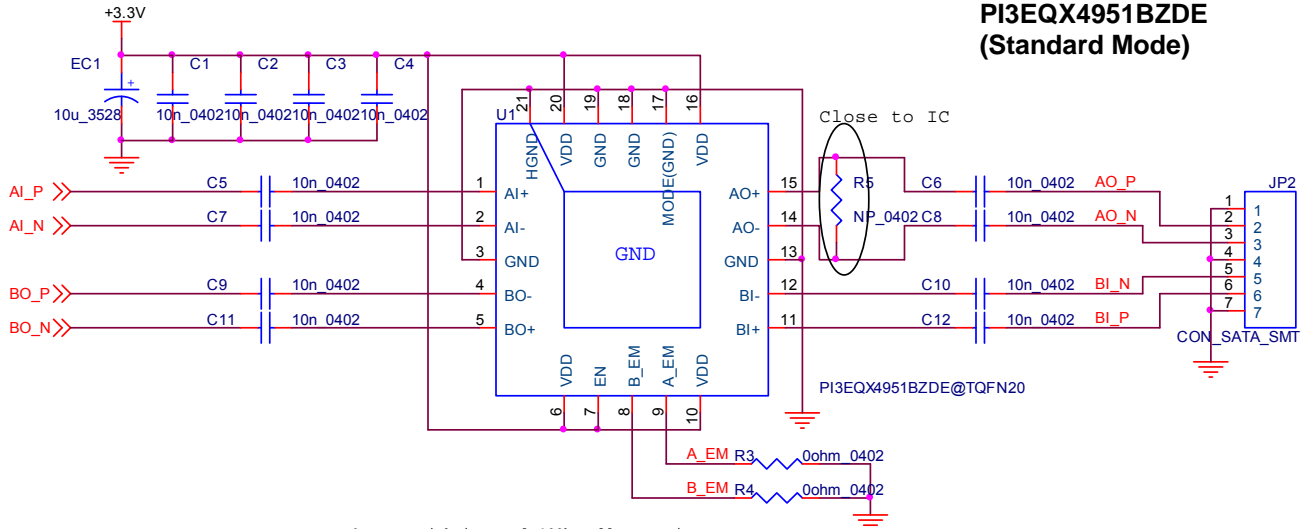 PI3EQX4951BZDE
(Standard Mode)
+3.3V
EC1
C1
C2
C3
C4
+
10u_3528
10n_0402
10n_0402
10n_0402
10n_0402
U1
21
20
19
18
17
16
HGND
VDD
GND
GND
MODE(GND)
VDD
Close to IC
AI_P
C5
10n_0402
1
AI+
AO+
15
R5
C6
10n_0402
AO_P
JP2
AI_N
C7
10n_0402
2
AI-
AO-
14
NP_0402
C8
10n_0402
AO_N
3
GND
GND
GND
13
BO_P
C9
10n_0402
4
BO-
BI-
12
C10
10n_0402
BI_N
BO_N
C11
10n_0402
5
BO+
BI+
11
C12
10n_0402
BI_P
1
2
3
4
5
6
7
1
2
3
4
5
6
7
CON_SATA_SMT
VDD
EN
B_EM
A_EM
VDD
6
7
8
9
10
PI3EQX4951BZDE@TQFN20
A_EM
R3
0ohm_0402
B_EM
R4
0ohm_0402